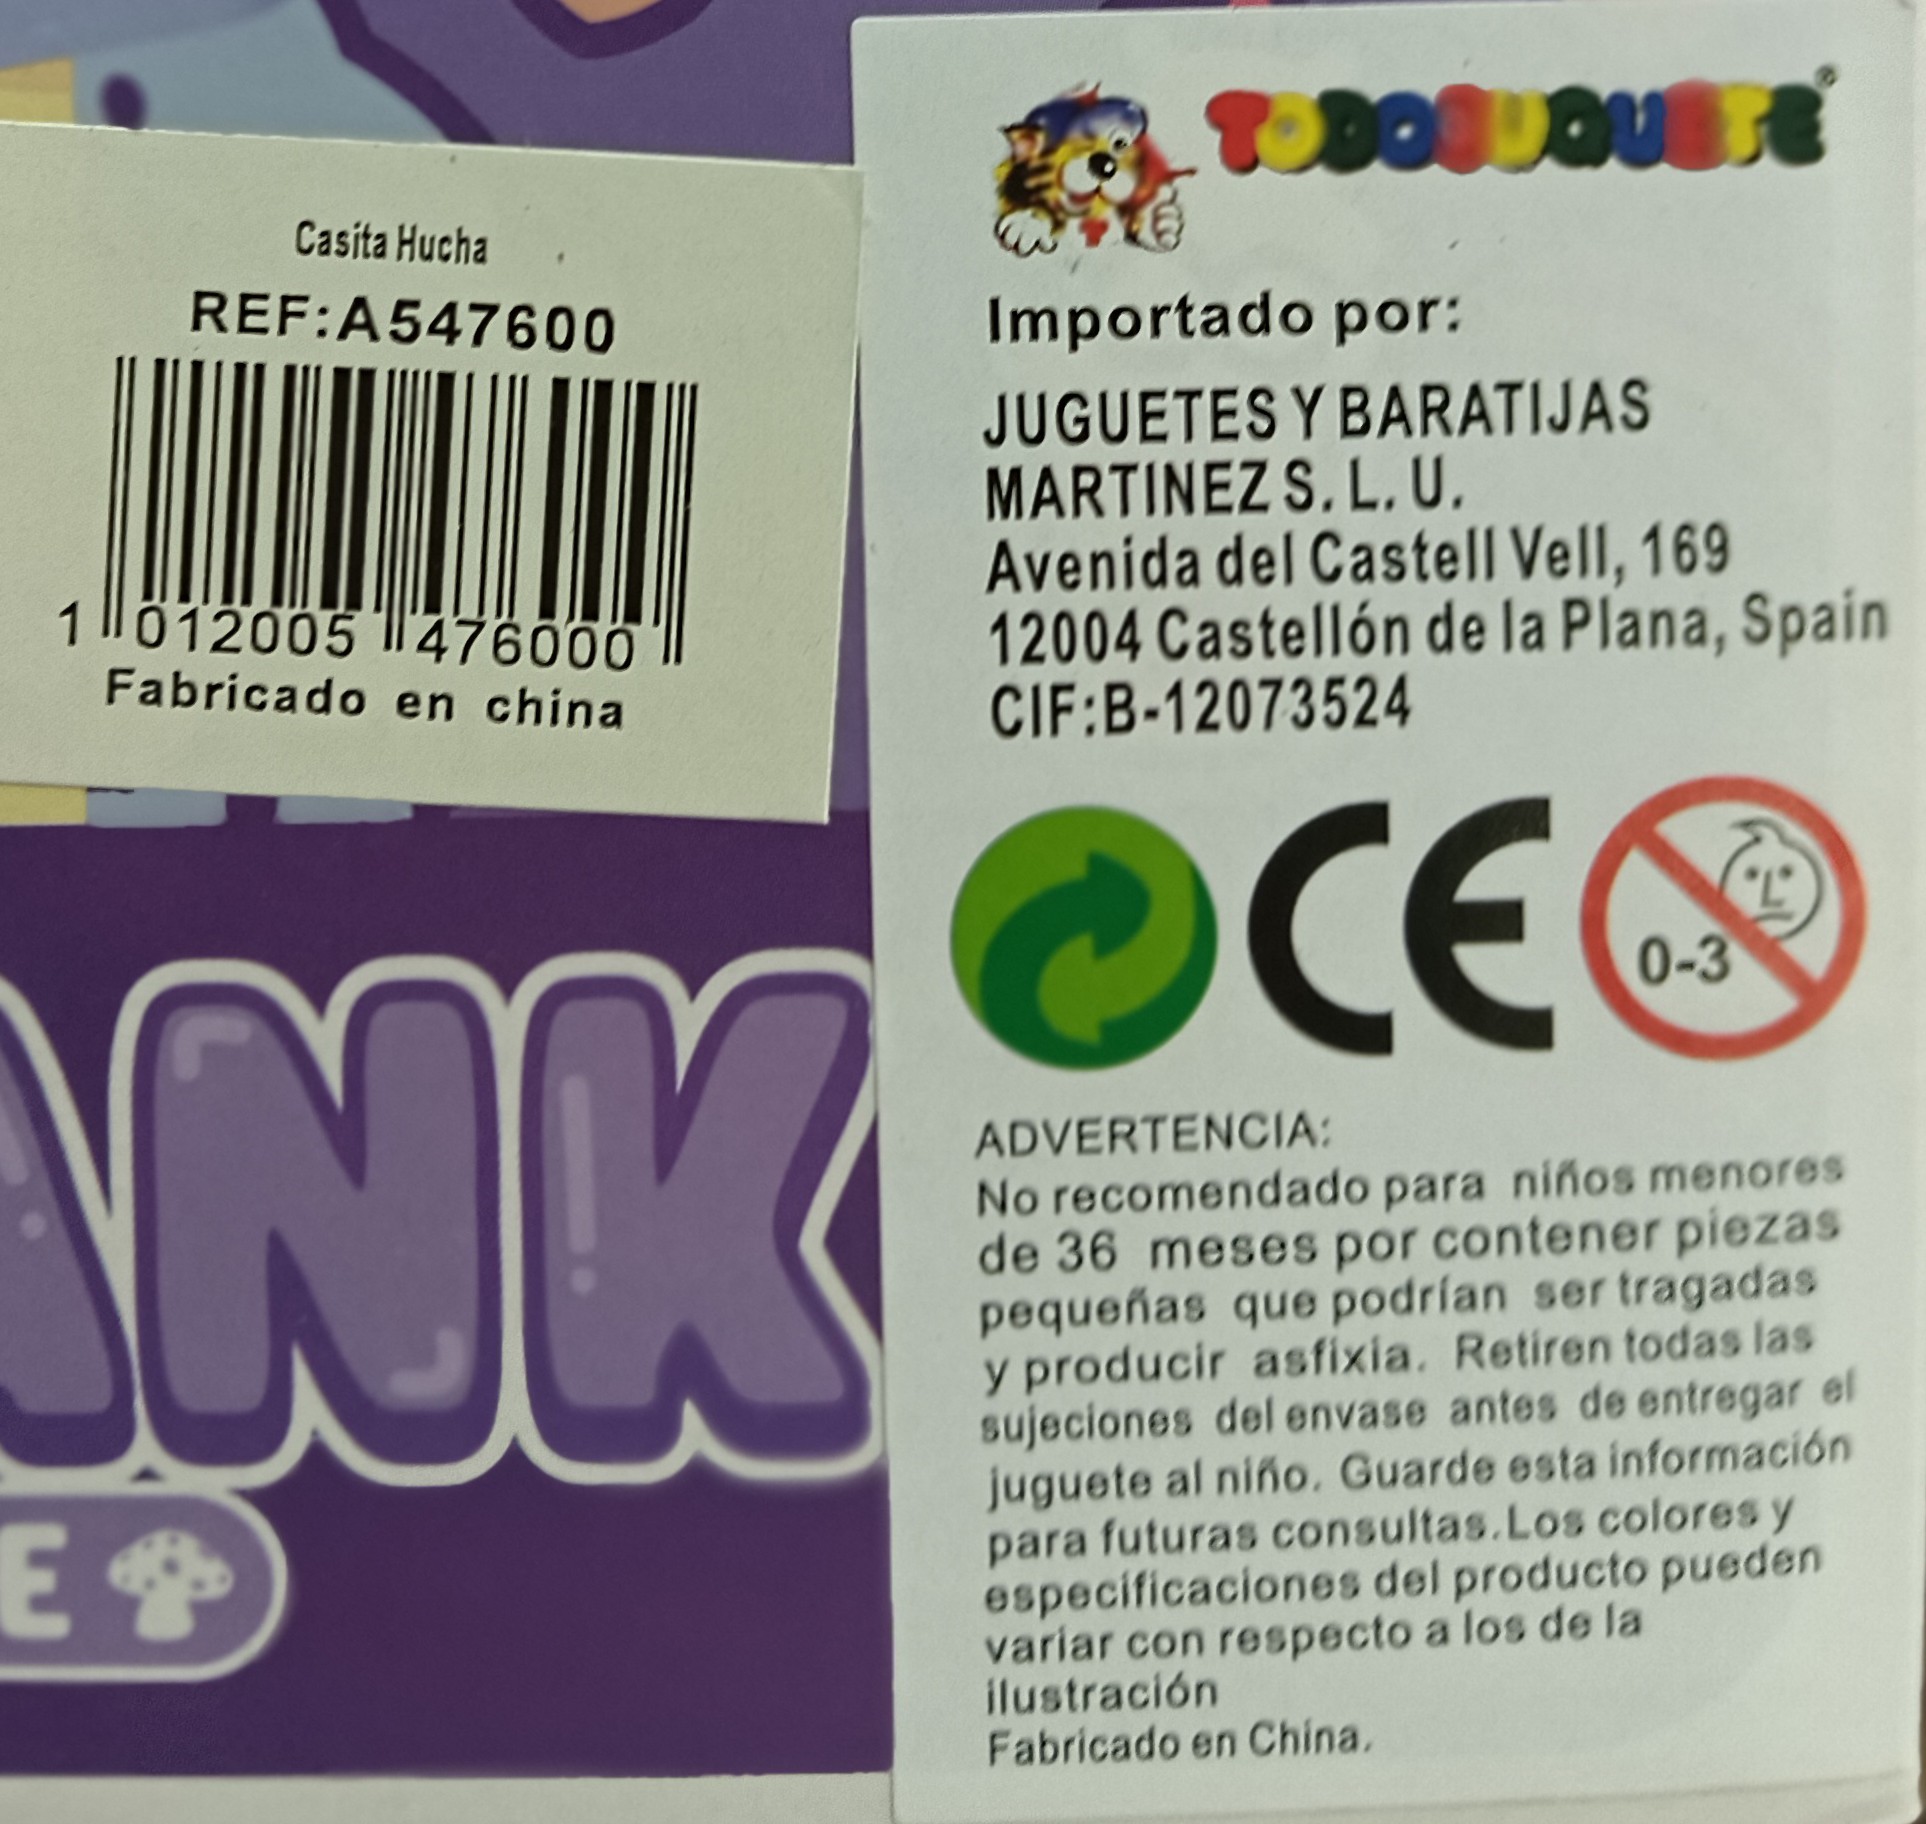 Casita Hucha
REF:A547600
1 012005 476000
Fabricado en china
ANK
E
TODOJUGUETE®
Importado por:
JUGUETES Y BARATIJAS
MARTINEZ S. L. U.
Avenida del Castell Vell, 169
12004 Castellón de la Plana, Spain
CIF:B-12073524
CE
0-3
ADVERTENCIA:
No recomendado para niños menores
de 36 meses por contener piezas
pequeñas que podrían ser tragadas
y producir asfixia. Retiren todas las
sujeciones del envase antes de entregar el
juguete al niño. Guarde esta información
para futuras consultas.Los colores y
especificaciones del producto pueden
variar con respecto a los de la
ilustración
Fabricado en China.